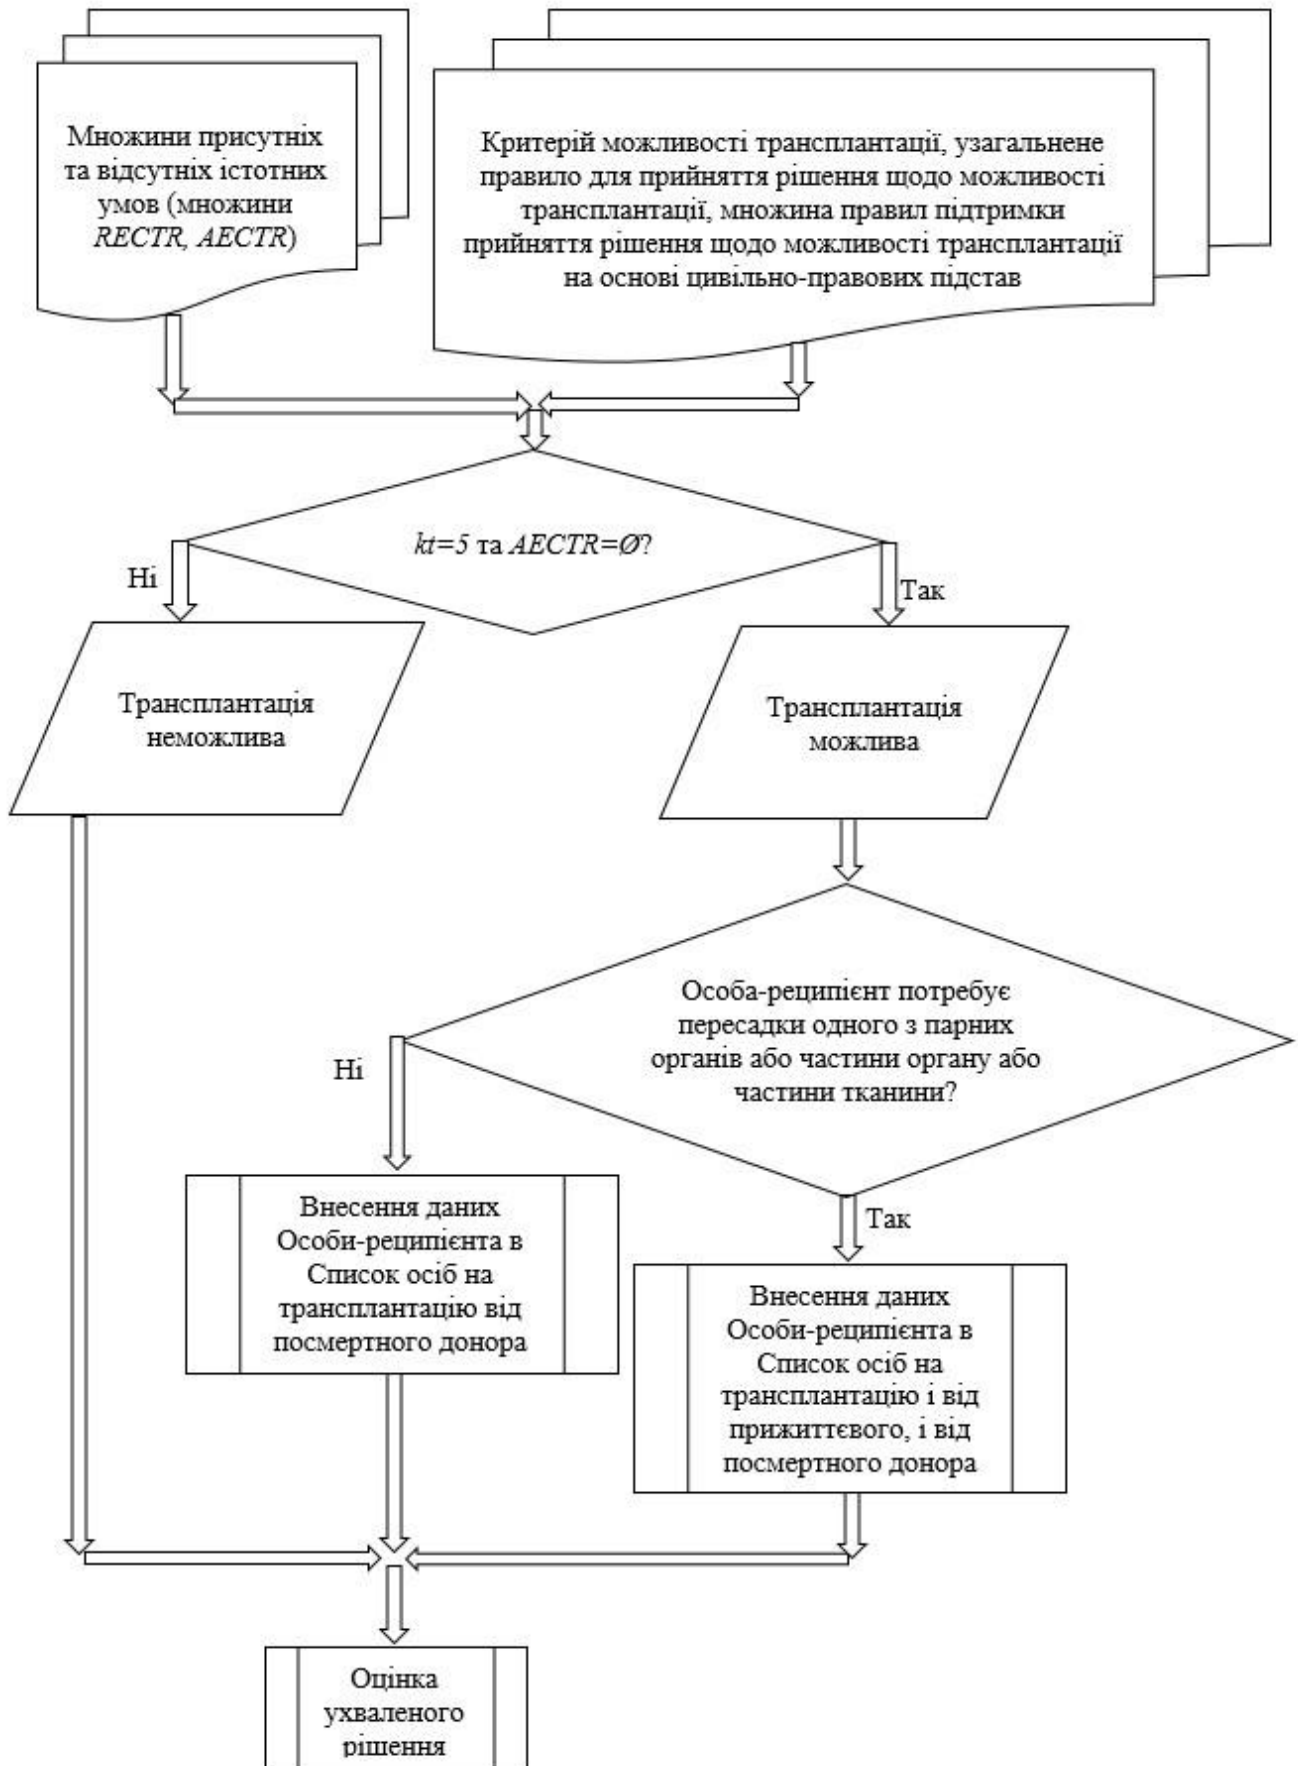 Множини присутніх
та відсутніх істотних
умов (множини
RECTR, AECTR)
Критерій можливості трансплантації, узагальнене
правило для прийняття рішення щодо можливості
трансплантації, множина правил підтримки
прийняття рішення щодо можливості трансплантації
на основі цивільно-правових підстав
kt=5 та AECTR=Ø?
Ні
Так
Трансплантація
неможлива
Трансплантація
можлива
Особа-реципієнт потребує
пересадки одного з парних
органів або частини органу або
частини тканини?
Ні
Так
Внесення даних
Особи-реципієнта в
Список осіб на
трансплантацію від
посмертного донора
Внесення даних
Особи-реципієнта в
Список осіб на
трансплантацію і від
прижиттєвого, і від
посмертного донора
Оцінка
ухваленого
рішення